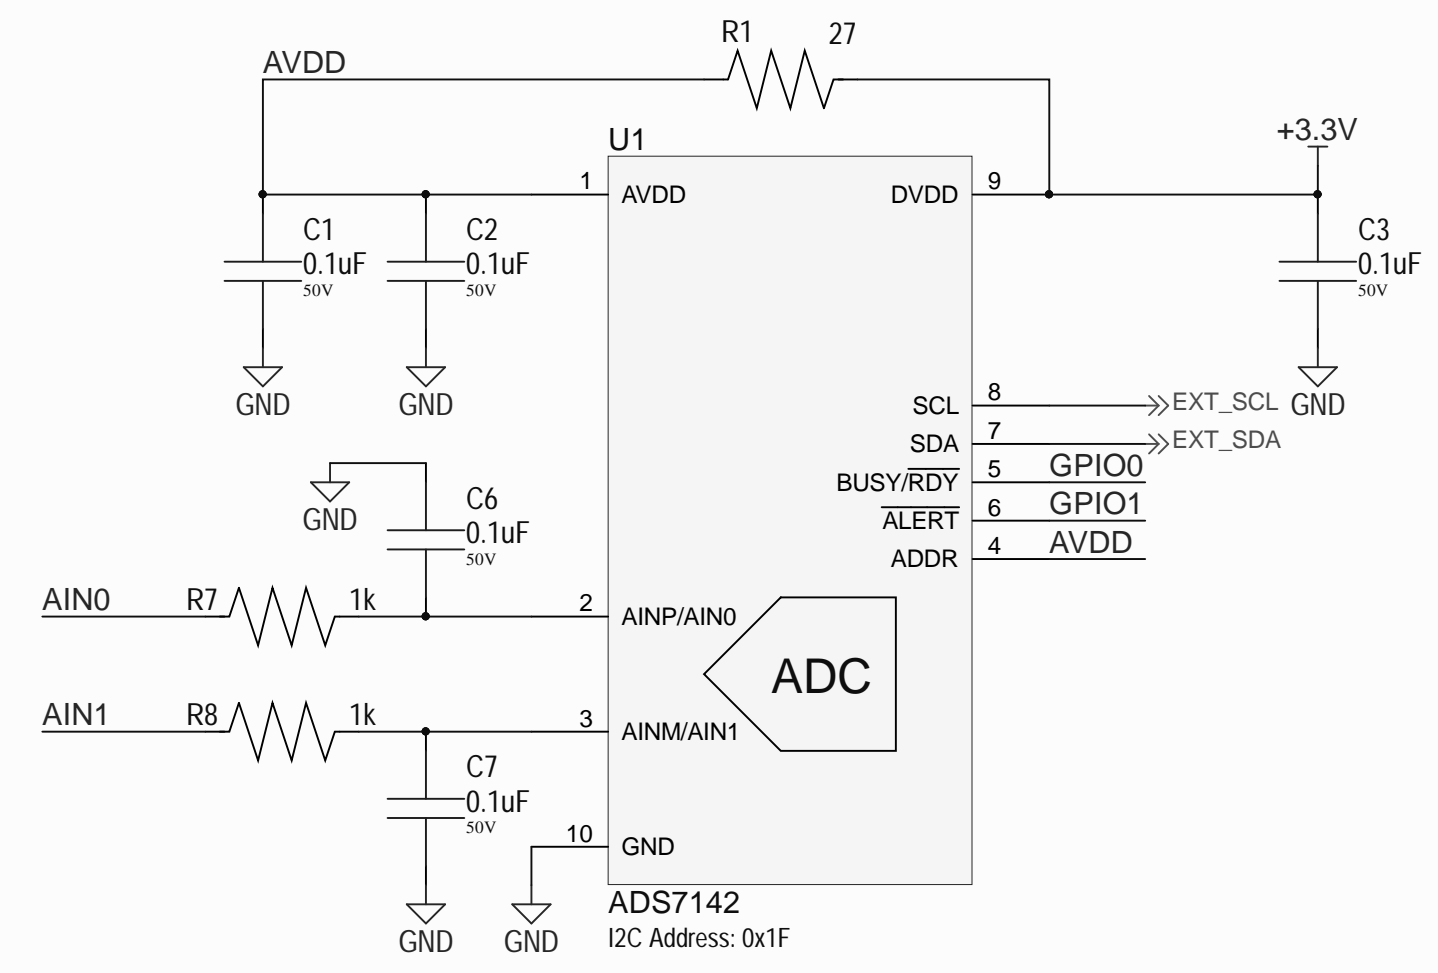 R1 27
AVDD
+3.3V
U1
1 AVDD
DVDD 9
C1
0.1uF
50V
C2
0.1uF
50V
C3
0.1uF
50V
GND
GND
GND
SCL 8 EXT_SCL
SDA 7 EXT_SDA
BUSY/RDY 5 GPIO0
ALERT 6 GPIO1
ADDR 4 AVDD
GND
C6
0.1uF
50V
AIN0 R7 1k 2 AINP/AIN0
ADC
AIN1 R8 1k 3 AINM/AIN1
C7
0.1uF
50V
10 GND
GND
GND
ADS7142
I2C Address: 0x1F